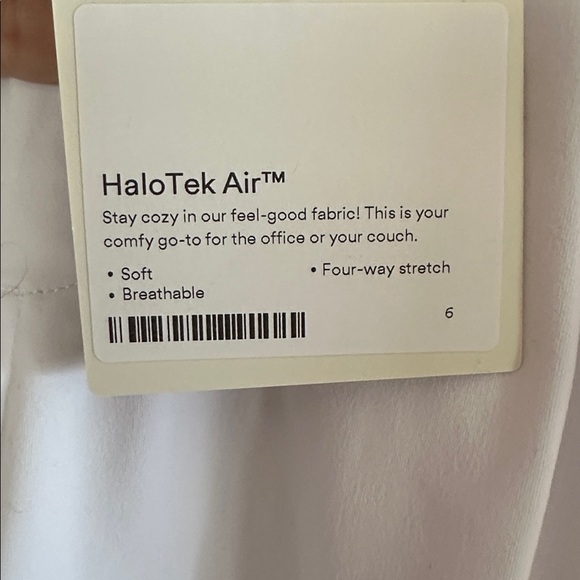 HaloTek Air™
Stay cozy in our feel-good fabric! This is your
comfy go-to for the office or your couch.
• Soft
• Four-way stretch
• Breathable
6